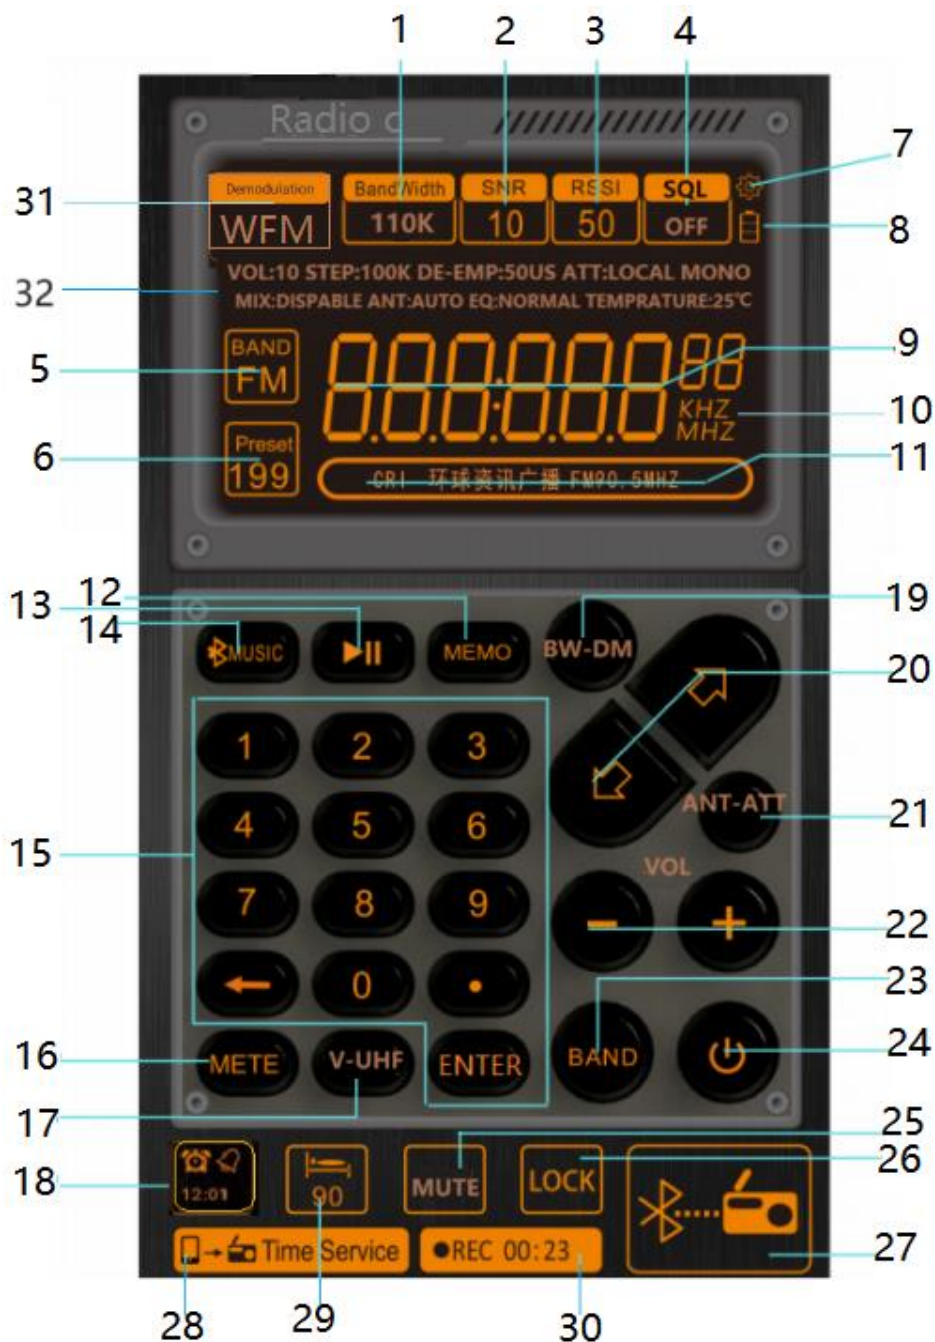 1 2 3 4
Radio c
7
Demodulation BandWidth SNR RSSI SQL
31
WFM 110K 10 50 OFF
8
VOL:10 STEP:100K DE-EMP:50US ATT:LOCAL MONO
32
MIX:DISPABLE ANT:AUTO EQ:NORMAL TEMPRATURE:25℃
BAND
FM
5
888:888 88
9
KHZ
MHZ
10
Preset
199
6
CRI 环球资讯广播 FM90.5MHZ
11
12
13
14
19
MUSIC MEMO BW-DM
20
1 2 3
ANT-ATT
21
4 5 6
15
VOL
7 8 9
- +
22
0 .
23
16
METE V-UHF ENTER BAND
24
17
25
26
18
12:01
90
MUTE
LOCK
27
Time Service
REC 00:23
28 29 30